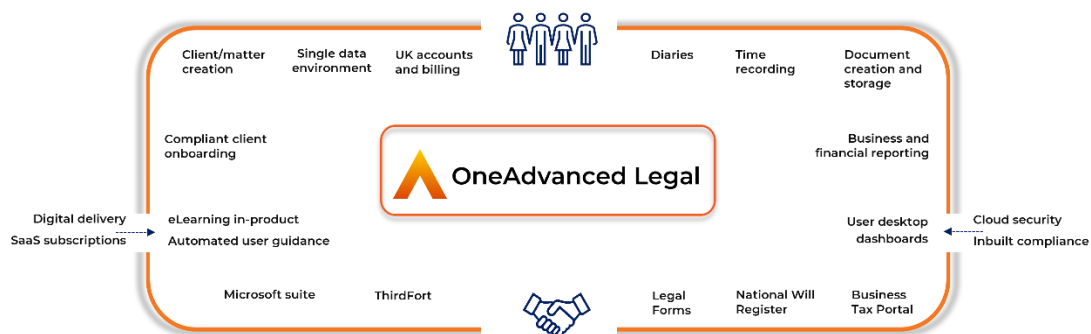 Client/matter
creation
Single data
environment
UK accounts
and billing
Diaries
Time
recording
Document
creation and
storage
Compliant client
onboarding
OneAdvanced Legal
Business and
financial reporting
Digital delivery
SaaS subscriptions
eLearning in-product
Automated user guidance
User desktop
dashboards
Cloud security
Inbuilt compliance
Microsoft suite
ThirdFort
Legal
Forms
National Will
Register
Business
Tax Portal